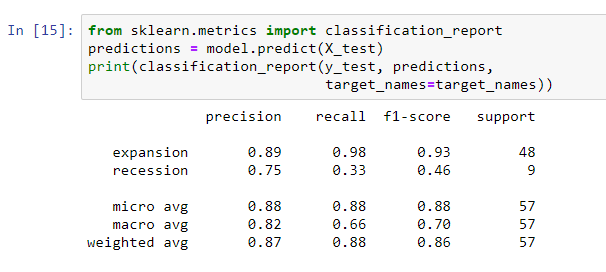 In [15]: from sklearn.metrics import classification_report
predictions = model.predict(X_test)
print(classification_report(y_test, predictions,
target_names=target_names))
precision recall f1-score support
expansion 0.89 0.98 0.93 48
recession 0.75 0.33 0.46 9
micro avg 0.88 0.88 0.88 57
macro avg 0.82 0.66 0.70 57
weighted avg 0.87 0.88 0.86 57